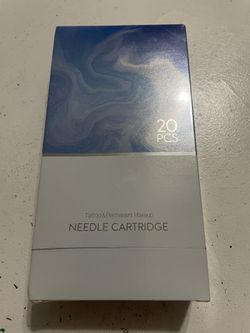 20
PCS
Tattoo&Permanent Makeup
NEEDLE CARTRIDGE